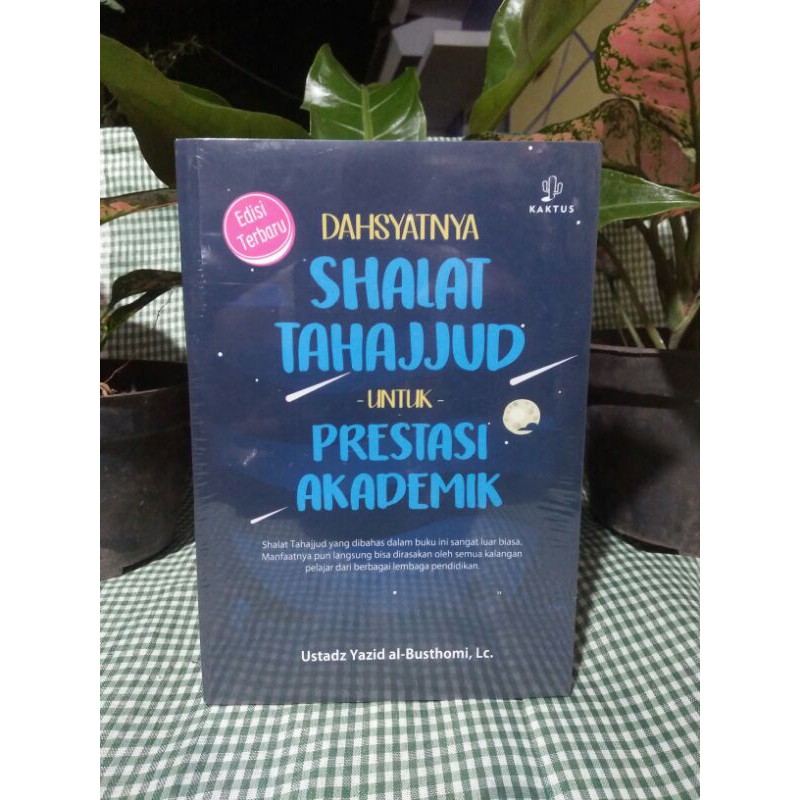 Edisi
Terbaru
KAKTUS
DAHSYATNYA
SHALAT
TAHAJJUD
- UNTUK -
PRESTASI
AKADEMIK
Shalat Tahajjud yang dibahas dalam buku ini sangat luar biasa.
Manfaatnya pun langsung bisa dirasakan oleh semua kalangan
pelajar dari berbagai lembaga pendidikan.
Ustadz Yazid al-Busthomi, Lc.